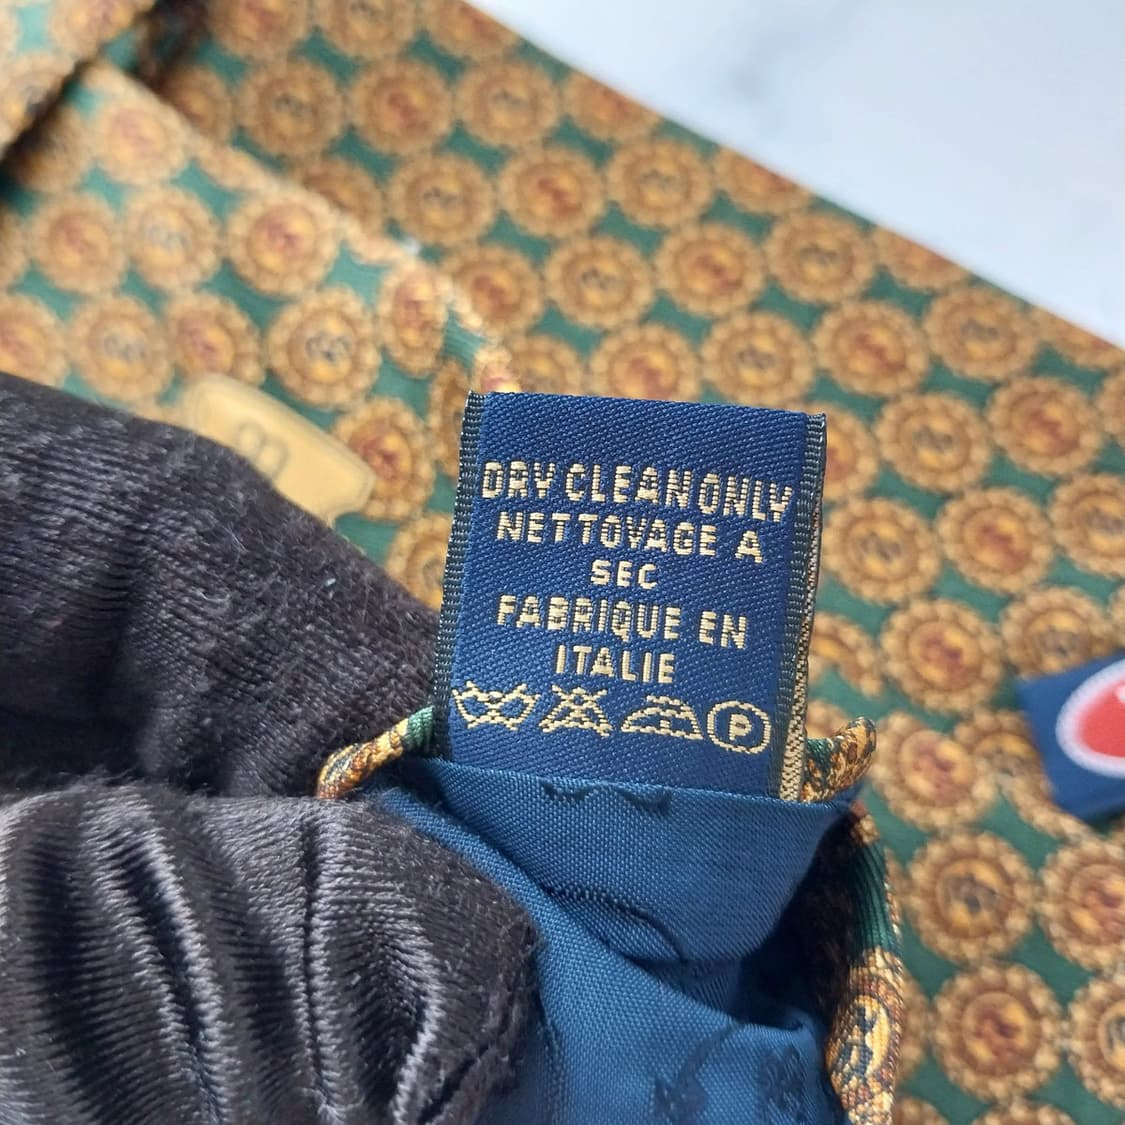 DRY CLEAN ONLY
NETTOYAGE A
SEC
FABRIQUE EN
ITALIE
P